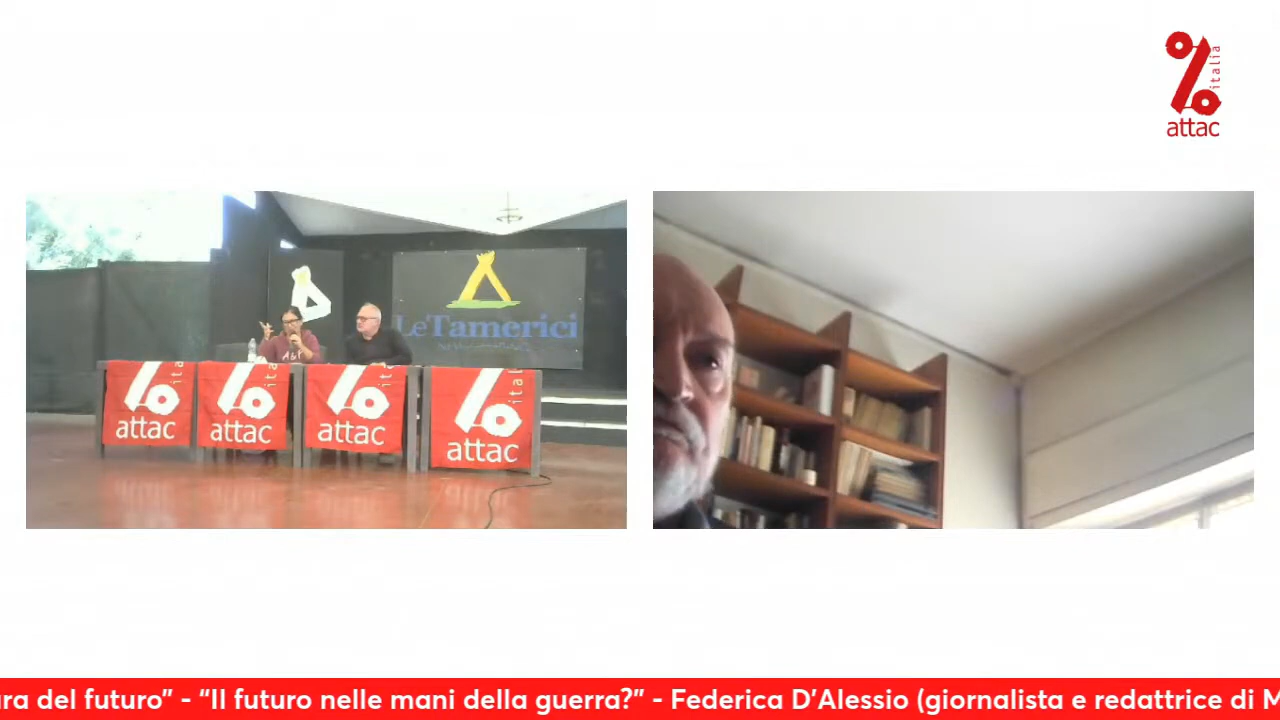 italia
attac
LeTamerici
attac
attac
attac
attac
ra del futuro” - “Il futuro nelle mani della guerra?” - Federica D'Alessio (giornalista e redattrice di M